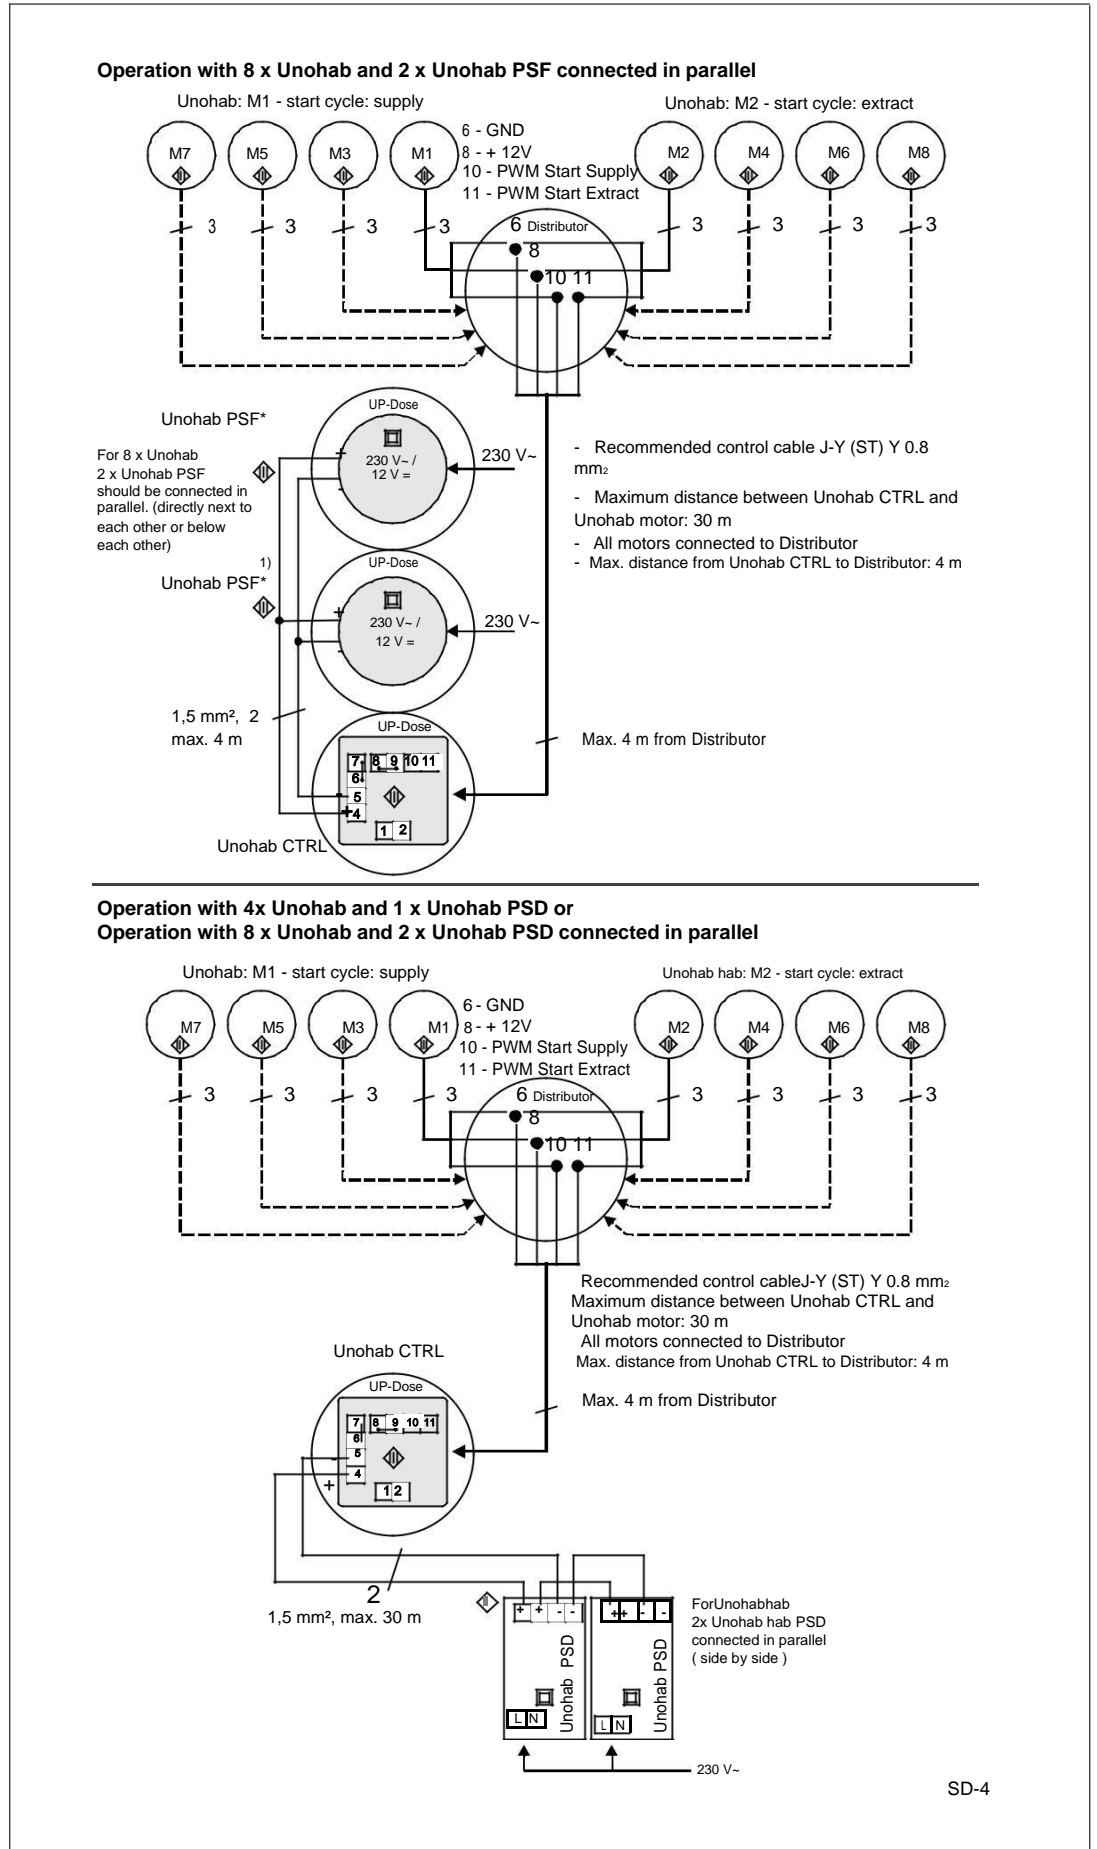 Operation with 8 x Unohab and 2 x Unohab PSF connected in parallel
Unohab: M1 - start cycle: supply
Unohab: M2 - start cycle: extract
M7
M5
M3
M1
6 - GND
8 - + 12V
10 - PWM Start Supply
11 - PWM Start Extract
M2
M4
M6
M8
3
3
3
3
3
3
3
3
6 Distributor
8
10 11
Unohab PSF*
For 8 x Unohab
2 x Unohab PSF
should be connected in
parallel. (directly next to
each other or below
each other)
UP-Dose
+
230 V~ /
12 V =
-
230 V~
- Recommended control cable J-Y (ST) Y 0.8
mm2
- Maximum distance between Unohab CTRL and
Unohab motor: 30 m
- All motors connected to Distributor
- Max. distance from Unohab CTRL to Distributor: 4 m
1)
Unohab PSF*
UP-Dose
+
230 V~ /
12 V =
-
230 V~
1,5 mm², 2
max. 4 m
UP-Dose
7 8 9 10 11
6
- 5
+ 4
1 2
Unohab CTRL
Max. 4 m from Distributor
Operation with 4x Unohab and 1 x Unohab PSD or
Operation with 8 x Unohab and 2 x Unohab PSD connected in parallel
Unohab: M1 - start cycle: supply
Unohab hab: M2 - start cycle: extract
M7
M5
M3
M1
6 - GND
8 - + 12V
10 - PWM Start Supply
11 - PWM Start Extract
M2
M4
M6
M8
3
3
3
3
3
3
3
3
6 Distributor
8
10 11
Recommended control cableJ-Y (ST) Y 0.8 mm2
Maximum distance between Unohab CTRL and
Unohab motor: 30 m
All motors connected to Distributor
Max. distance from Unohab CTRL to Distributor: 4 m
Max. 4 m from Distributor
Unohab CTRL
UP-Dose
7 8 9 10 11
6
- 5
+ 4
1 2
2
1,5 mm², max. 30 m
+ + - -
Unohab PSD
L N
++ - -
Unohab PSD
L N
ForUnohabhab
2x Unohab hab PSD
connected in parallel
( side by side )
230 V~
SD-4